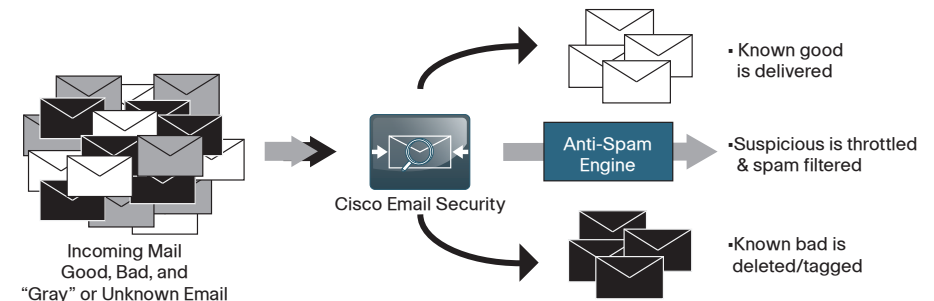 Incoming Mail
Good, Bad, and
“Gray” or Unknown Email
Cisco Email Security
Anti-Spam
Engine
▪ Known good
is delivered
▪Suspicious is throttled
& spam filtered
▪Known bad is
deleted/tagged